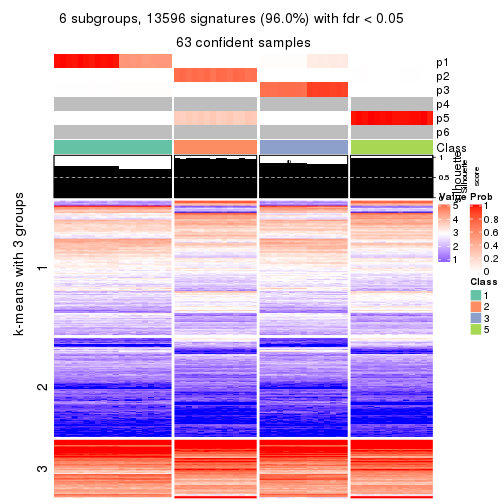 6 subgroups, 13596 signatures (96.0%) with fdr < 0.05
63 confident samples
p1
p2
p3
p4
p5
p6
Class
1
0.5
0
silhouette
silhouette
score
k-means with 3 groups
1
2
3
Value
5
4
3
2
1
Prob
1
0.8
0.6
0.4
0.2
0
Class
1
2
3
5